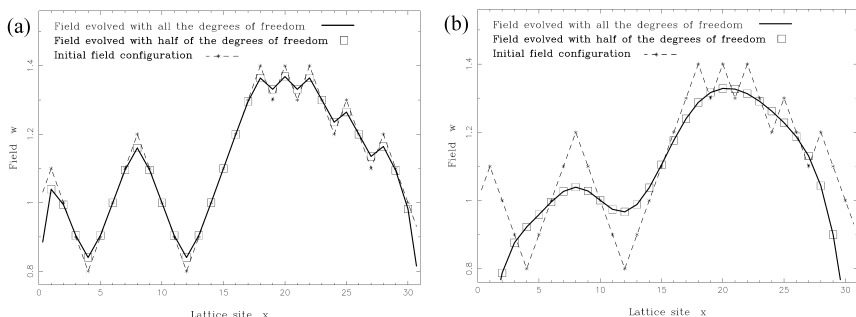 (a)
Field evolved with all the degrees of freedom
Field evolved with half of the degrees of freedom
Initial field configuration
Field w
1.4
1.2
1
0.8
0
5
10
15
20
25
30
Lattice site x
(b)
Field evolved with all the degrees of freedom
Field evolved with half of the degrees of freedom
Initial field configuration
Field w
1.4
1.2
1
0.8
0
5
10
15
20
25
30
Lattice site x